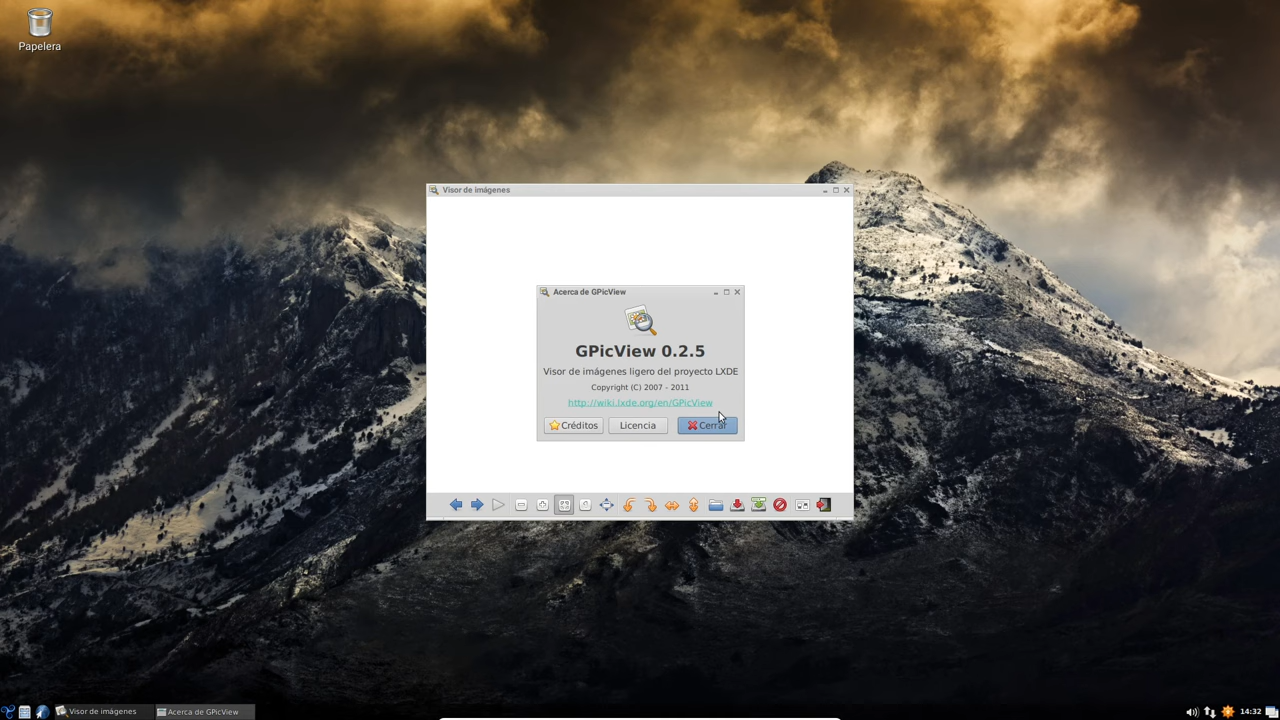 Papelera
Visor de imágenes
Acerca de GPicView
GPicView 0.2.5
Visor de imágenes ligero del proyecto LXDE
Copyright (C) 2007 - 2011
http://wiki.lxde.org/en/GPicView
Créditos
Licencia
Cerrar
Visor de imágenes
Acerca de GPicView
14:32